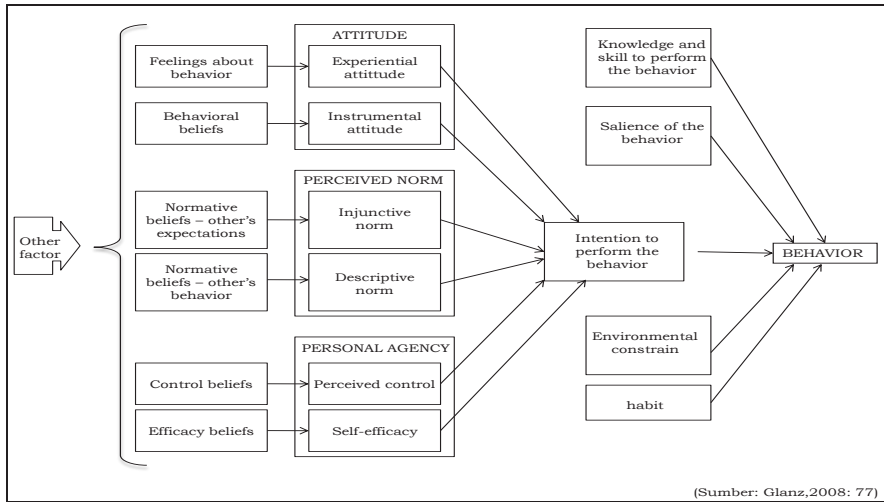 Other
factor
Feelings about
behavior
Behavioral
beliefs
Normative
beliefs – other's
expectations
Normative
beliefs – other's
behavior
Control beliefs
Efficacy beliefs
ATTITUDE
Experiential
attittude
Instrumental
attitude
PERCEIVED NORM
Injunctive
norm
Descriptive
norm
PERSONAL AGENCY
Perceived control
Self-efficacy
Intention to
perform the
behavior
Knowledge and
skill to perform
the behavior
Salience of the
behavior
Environmental
constrain
habit
BEHAVIOR
(Sumber: Glanz,2008: 77)